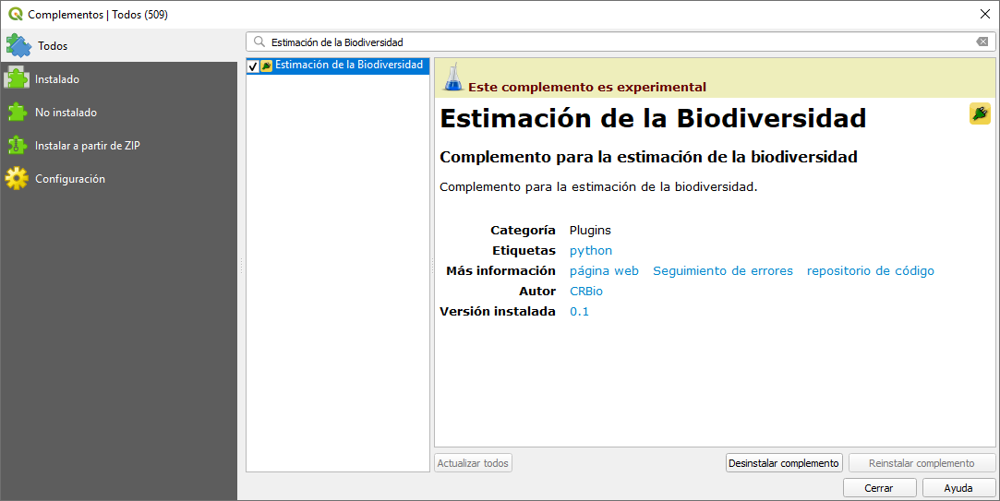 Complementos | Todos (509)
Todos
Instalado
No instalado
Instalar a partir de ZIP
Configuración
Estimación de la Biodiversidad
Estimación de la Biodiversidad
Este complemento es experimental
Estimación de la Biodiversidad
Complemento para la estimación de la biodiversidad
Complemento para la estimación de la biodiversidad.
Categoría Plugins
Etiquetas python
Más información página web Seguimiento de errores repositorio de código
Autor CRBio
Versión instalada 0.1
Actualizar todos Desinstalar complemento Reinstalar complemento
Cerrar Ayuda